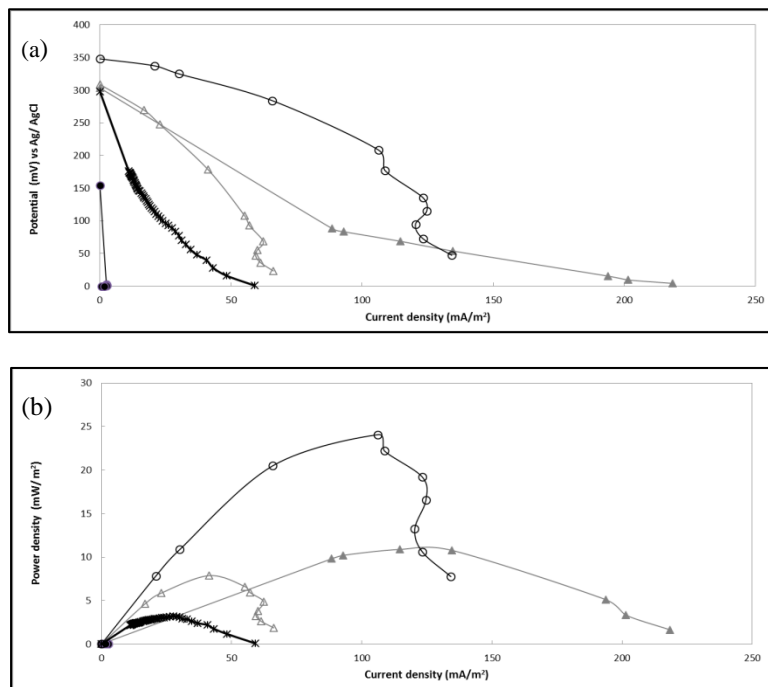 (a)
400
350
300
250
200
150
100
50
0
Potential (mV) vs Ag/ AgCl
0 50 100 150 200 250
Current density (mA/m²)
(b)
30
25
20
15
10
5
0
Power density (mW/ m²)
0 50 100 150 200 250
Current density (mA/m²)